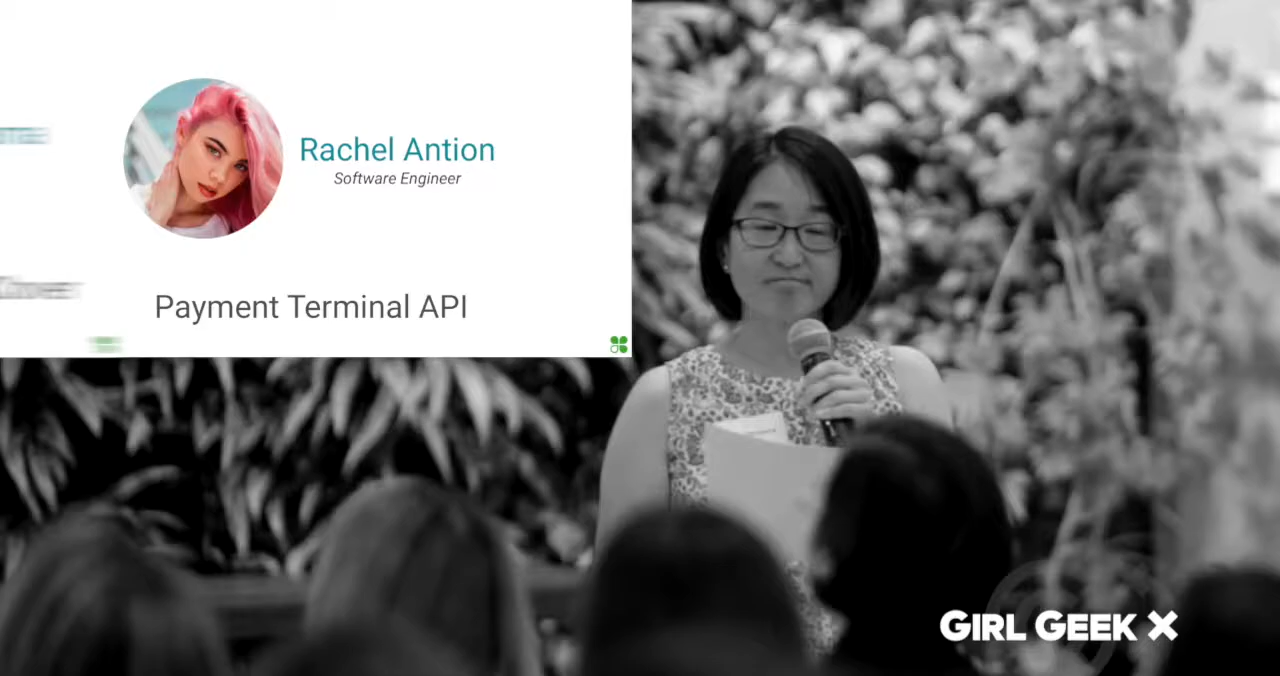 Rachel Antion
Software Engineer
Payment Terminal API
GIRL GEEK X